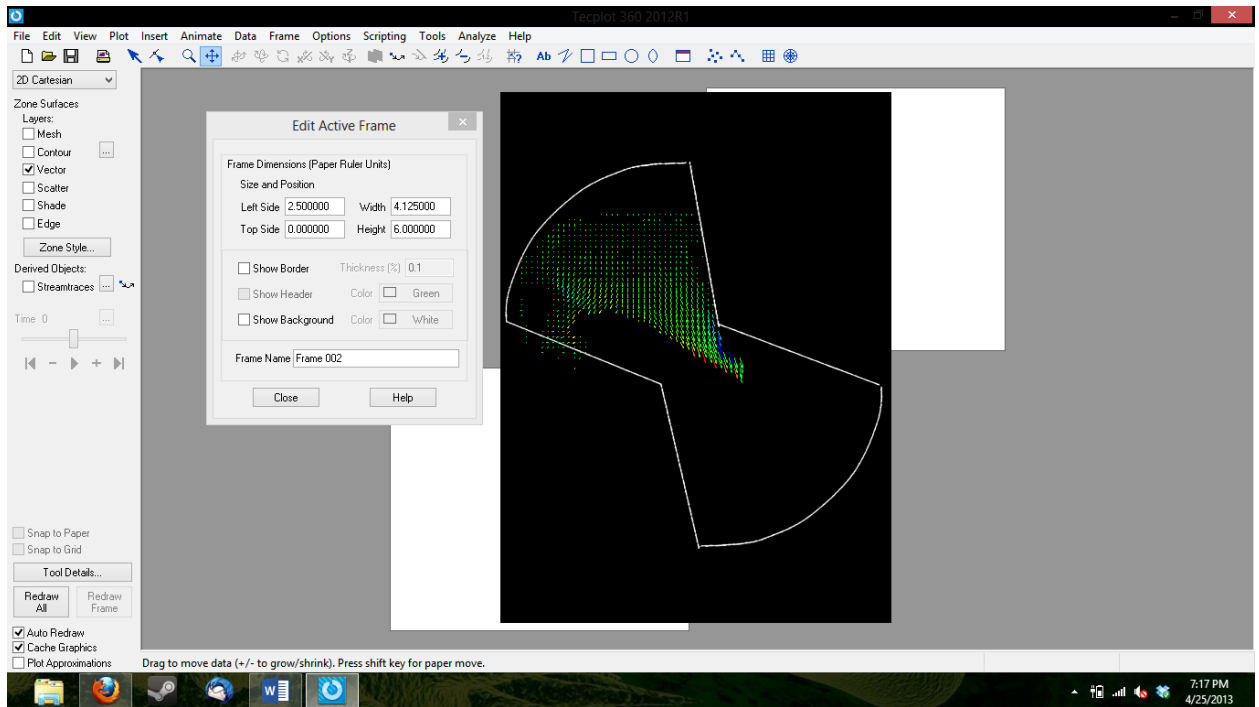 Tecplot 360 2012R1
File Edit View Plot Insert Animate Data Frame Options Scripting Tools Analyze Help
Ab
2D Cartesian
Zone Surfaces
Layers:
Mesh
Contour ...
Vector
Scatter
Shade
Edge
Zone Style...
Derived Objects:
Streamtraces ...
Time 0 ...
Snap to Paper
Snap to Grid
Tool Details...
Redraw All Redraw Frame
Auto Redraw
Cache Graphics
Plot Approximations
Edit Active Frame
Frame Dimensions (Paper Ruler Units)
Size and Position
Left Side 2.500000 Width 4.125000
Top Side 0.000000 Height 6.000000
Show Border Thickness (%) 0.1
Show Header Color Green
Show Background Color White
Frame Name Frame 002
Close Help
Drag to move data (+/- to grow/shrink). Press shift key for paper move.
7:17 PM
4/25/2013